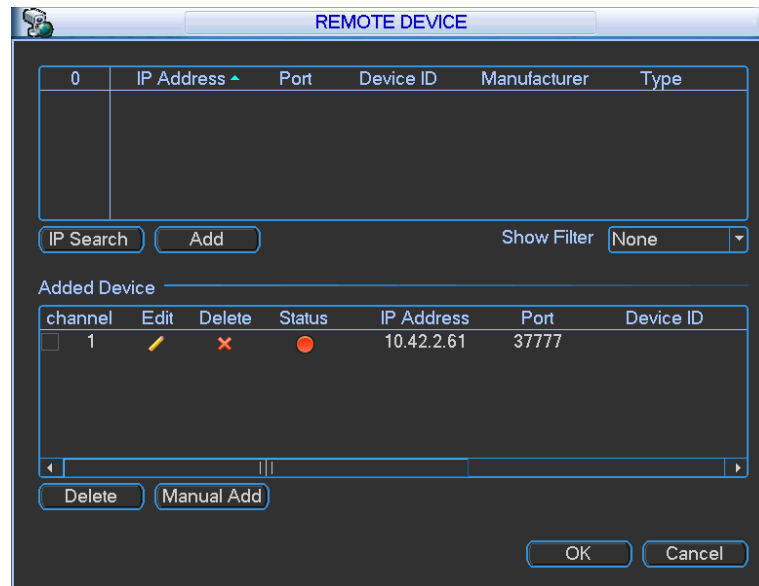 REMOTE DEVICE
0 IP Address Port Device ID Manufacturer Type
IP Search Add Show Filter None
Added Device
channel Edit Delete Status IP Address Port Device ID
1 10.42.2.61 37777
Delete Manual Add
OK Cancel